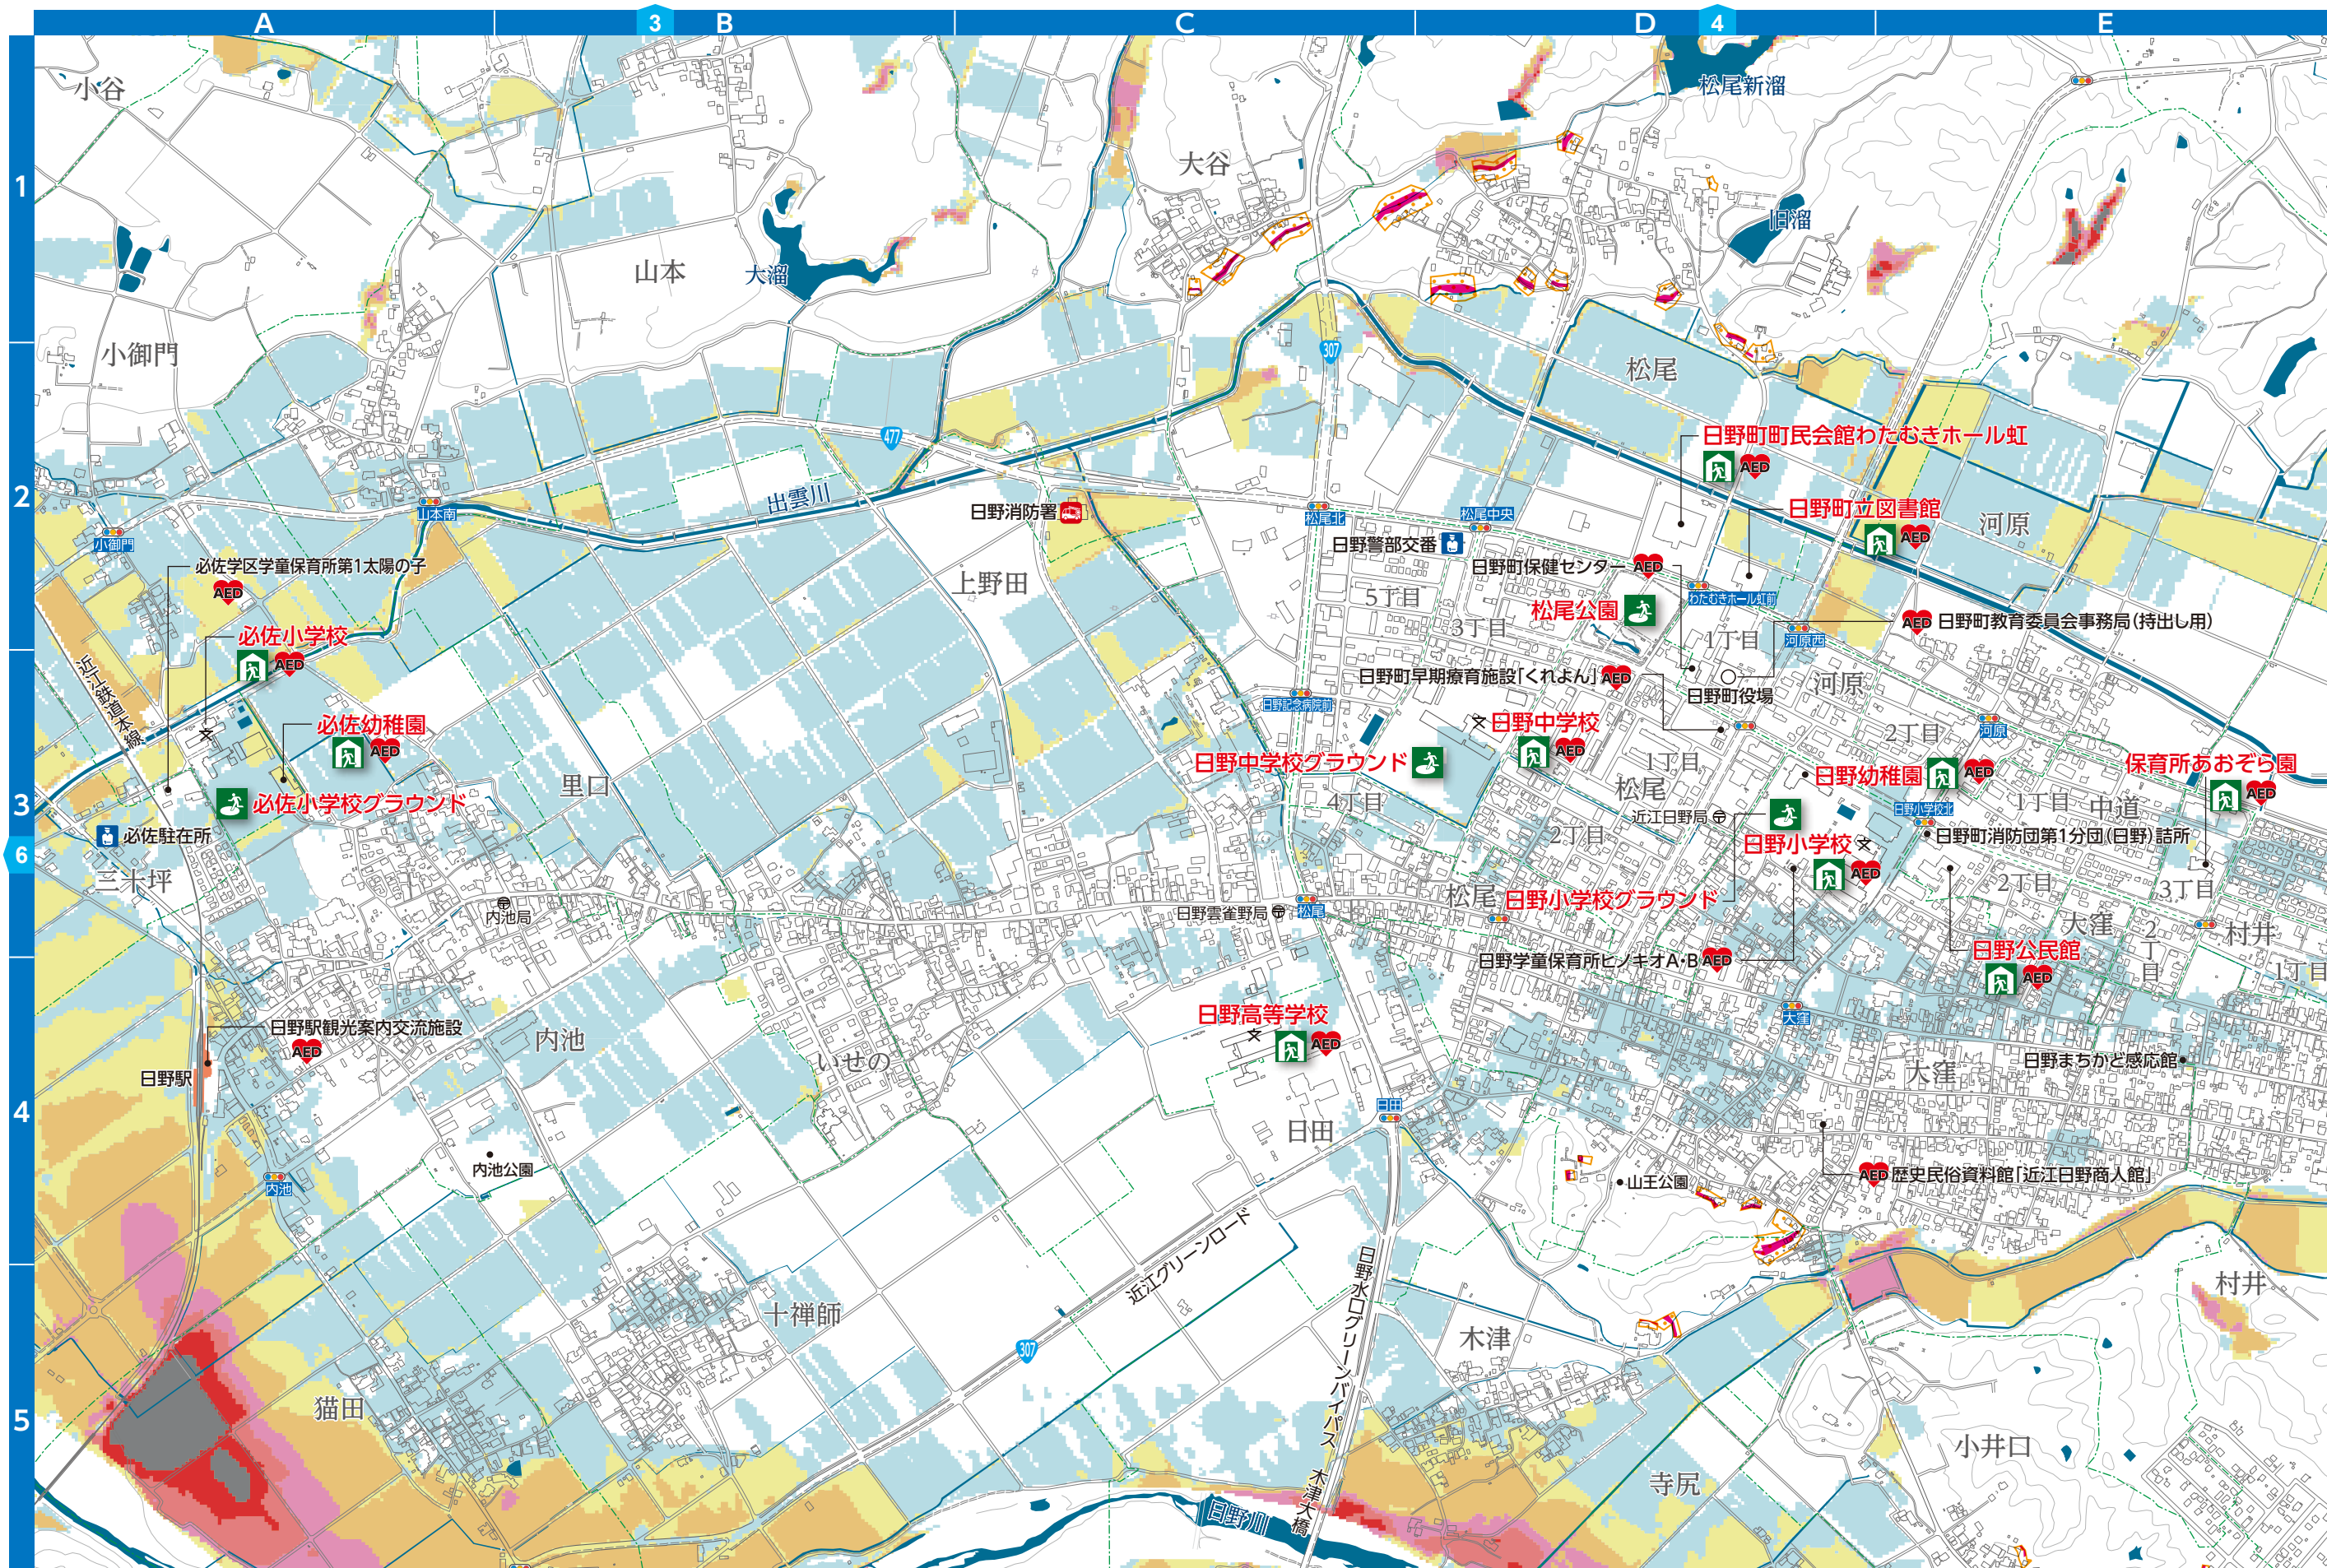 A
3
B
C
D
4
E
1
2
3
6
4
5
小谷
大谷
松尾新溜
旧溜
山本
大溜
小御門
307
松尾
477
日野町町民会館わたむきホール虹
AED
出雲川
日野消防署
山本南
小御門
松尾北
松尾中央
日野町立図書館
AED
河原
日野警部交番
日野町保健センター
AED
必佐学区学童保育所第1太陽の子
AED
上野田
5丁目
松尾公園
わたむきホール虹前
3丁目
1丁目
河原西
AED
日野町教育委員会事務局(持出し用)
必佐小学校
AED
近江鉄道本線
日野町早期療育施設「くれよん」
AED
日野町役場
河原
日野記念病院前
必佐幼稚園
AED
日野中学校
AED
2丁目
河原
日野中学校グラウンド
1丁目
日野幼稚園
AED
保育所あおぞら園
AED
里口
必佐小学校グラウンド
松尾
4丁目
近江日野局
日野小学校北
1丁目
中道
必佐駐在所
2丁目
日野小学校
AED
日野町消防団第1分団(日野)詰所
三十坪
2丁目
3丁目
内池局
日野雲雀野局
松尾
松尾
日野小学校グラウンド
大窪
2丁目
村井
日野学童保育所ピノキオA・B
AED
日野公民館
AED
1丁目
日野高等学校
AED
大窪
日野駅観光案内交流施設
AED
日野駅
内池
いせの
大窪
日野まちかど感応館
日田
日田
内池公園
内池
山王公園
AED
歴史民俗資料館「近江日野商人館」
近江グリーンロード
日野水口グリーンバイパス
村井
十禅師
307
木津
猫田
小井口
寺尻
木津大橋
日野川